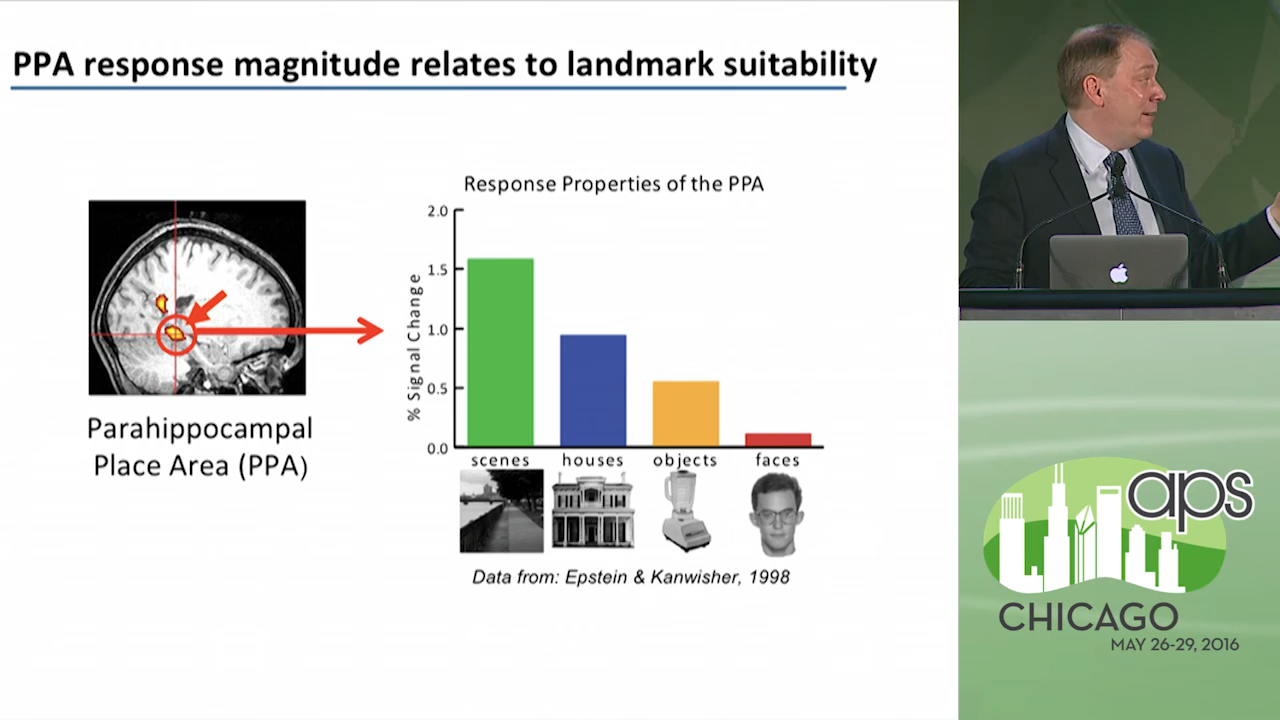 PPA response magnitude relates to landmark suitability
Parahippocampal
Place Area (PPA)
Response Properties of the PPA
% Signal Change
2.0
1.5
1.0
0.5
0.0
scenes houses objects faces
Data from: Epstein & Kanwisher, 1998
aps
CHICAGO
MAY 26-29, 2016